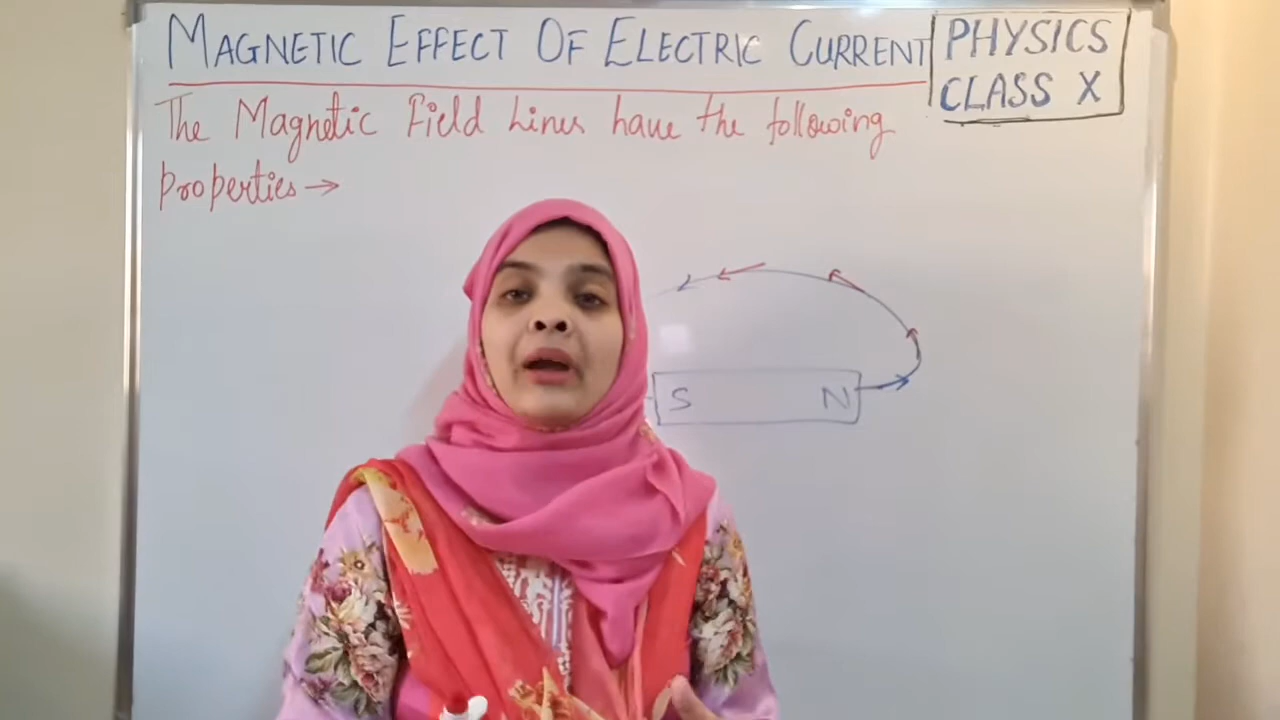 MAGNETIC EFFECT OF ELECTRIC CURRENT
PHYSICS
CLASS X
The Magnetic Field Lines have the following
properties →
S N